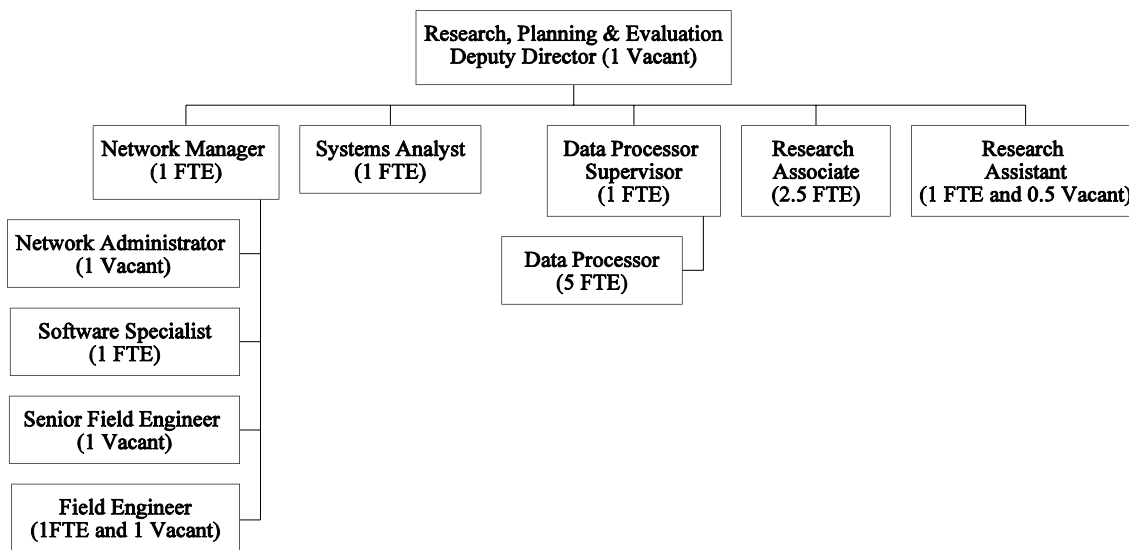 Research, Planning & Evaluation
Deputy Director (1 Vacant)
Network Manager
(1 FTE)
Systems Analyst
(1 FTE)
Data Processor
Supervisor
(1 FTE)
Research
Associate
(2.5 FTE)
Research
Assistant
(1 FTE and 0.5 Vacant)
Network Administrator
(1 Vacant)
Data Processor
(5 FTE)
Software Specialist
(1 FTE)
Senior Field Engineer
(1 Vacant)
Field Engineer
(1FTE and 1 Vacant)